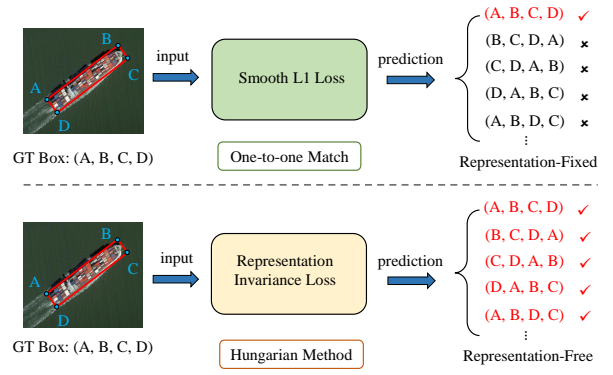 (A, B, C, D) ✓
B
input
prediction
(B, C, D, A) ✗
C
Smooth L1 Loss
(C, D, A, B) ✗
A
(D, A, B, C) ✗
D
(A, B, D, C) ✗
⋮
GT Box: (A, B, C, D)
One-to-one Match
Representation-Fixed
(A, B, C, D) ✓
B
input
prediction
(B, C, D, A) ✓
C
Representation
Invariance Loss
(C, D, A, B) ✓
A
(D, A, B, C) ✓
D
(A, B, D, C) ✓
⋮
GT Box: (A, B, C, D)
Hungarian Method
Representation-Free